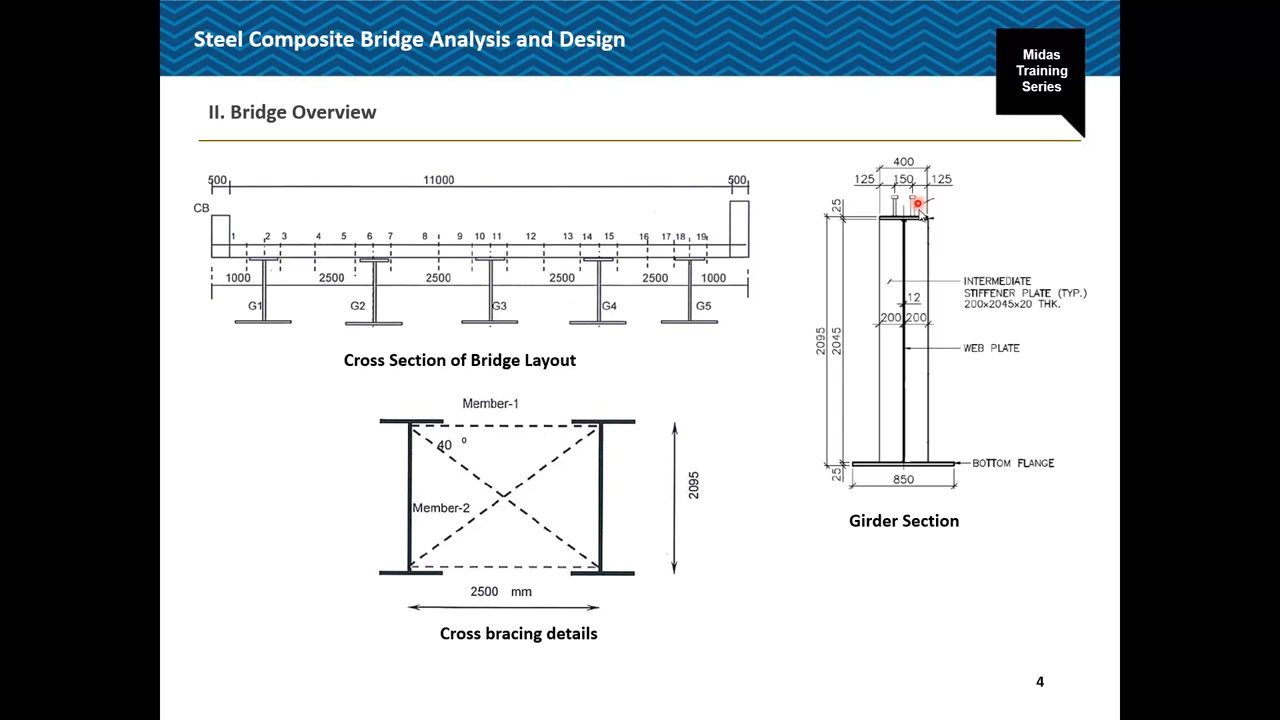 Steel Composite Bridge Analysis and Design
Midas
Training
Series
II. Bridge Overview
500
11000
500
CB
1 2 3 4 5 6 7 8 9 10 11 12 13 14 15 16 17 18 19
1000 2500 2500 2500 2500 1000
G1 G2 G3 G4 G5
Cross Section of Bridge Layout
Member-1
40 o
Member-2
2095
2500 mm
Cross bracing details
400
125 150 125
25
INTERMEDIATE
STIFFENER PLATE (TYP.)
200x2045x20 THK.
12
200 200
2095
2045
WEB PLATE
BOTTOM FLANGE
25
850
Girder Section
4